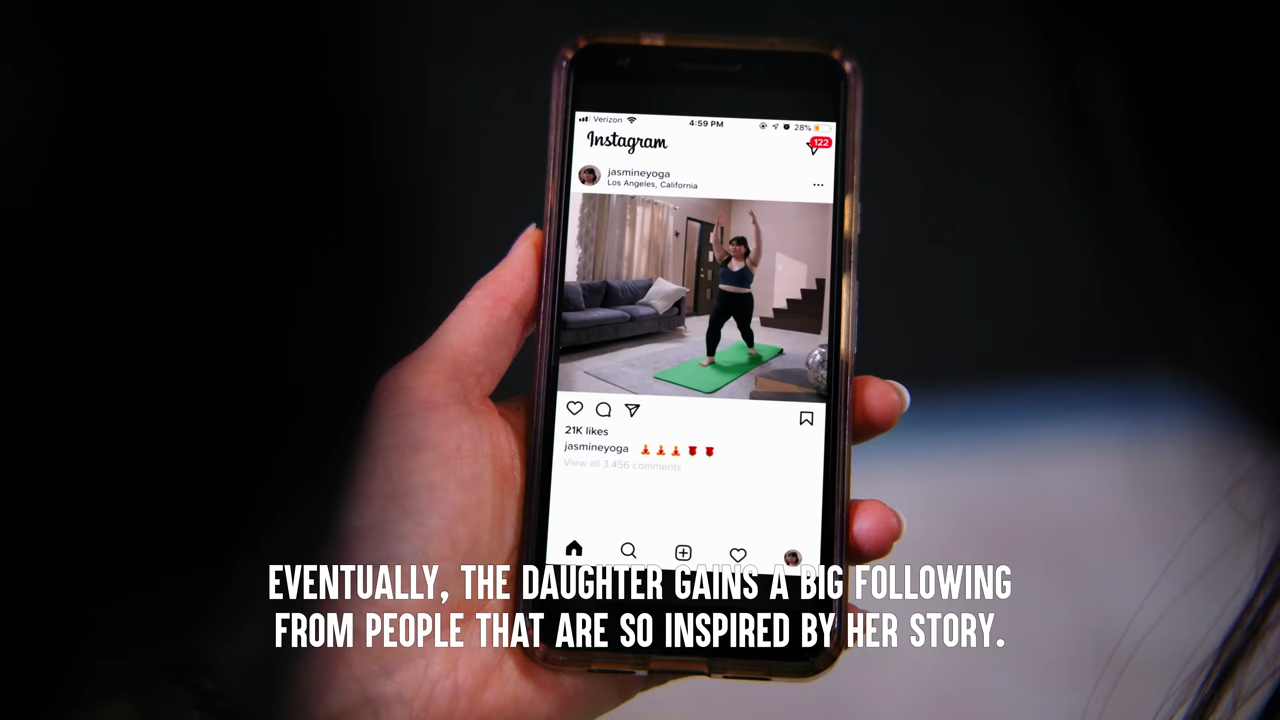 Verizon
4:59 PM
28%
Instagram
122
jasmineyoga
Los Angeles, California
21K likes
jasmineyoga
View all 3,456 comments
EVENTUALLY, THE DAUGHTER GAINS A BIG FOLLOWING
FROM PEOPLE THAT ARE SO INSPIRED BY HER STORY.